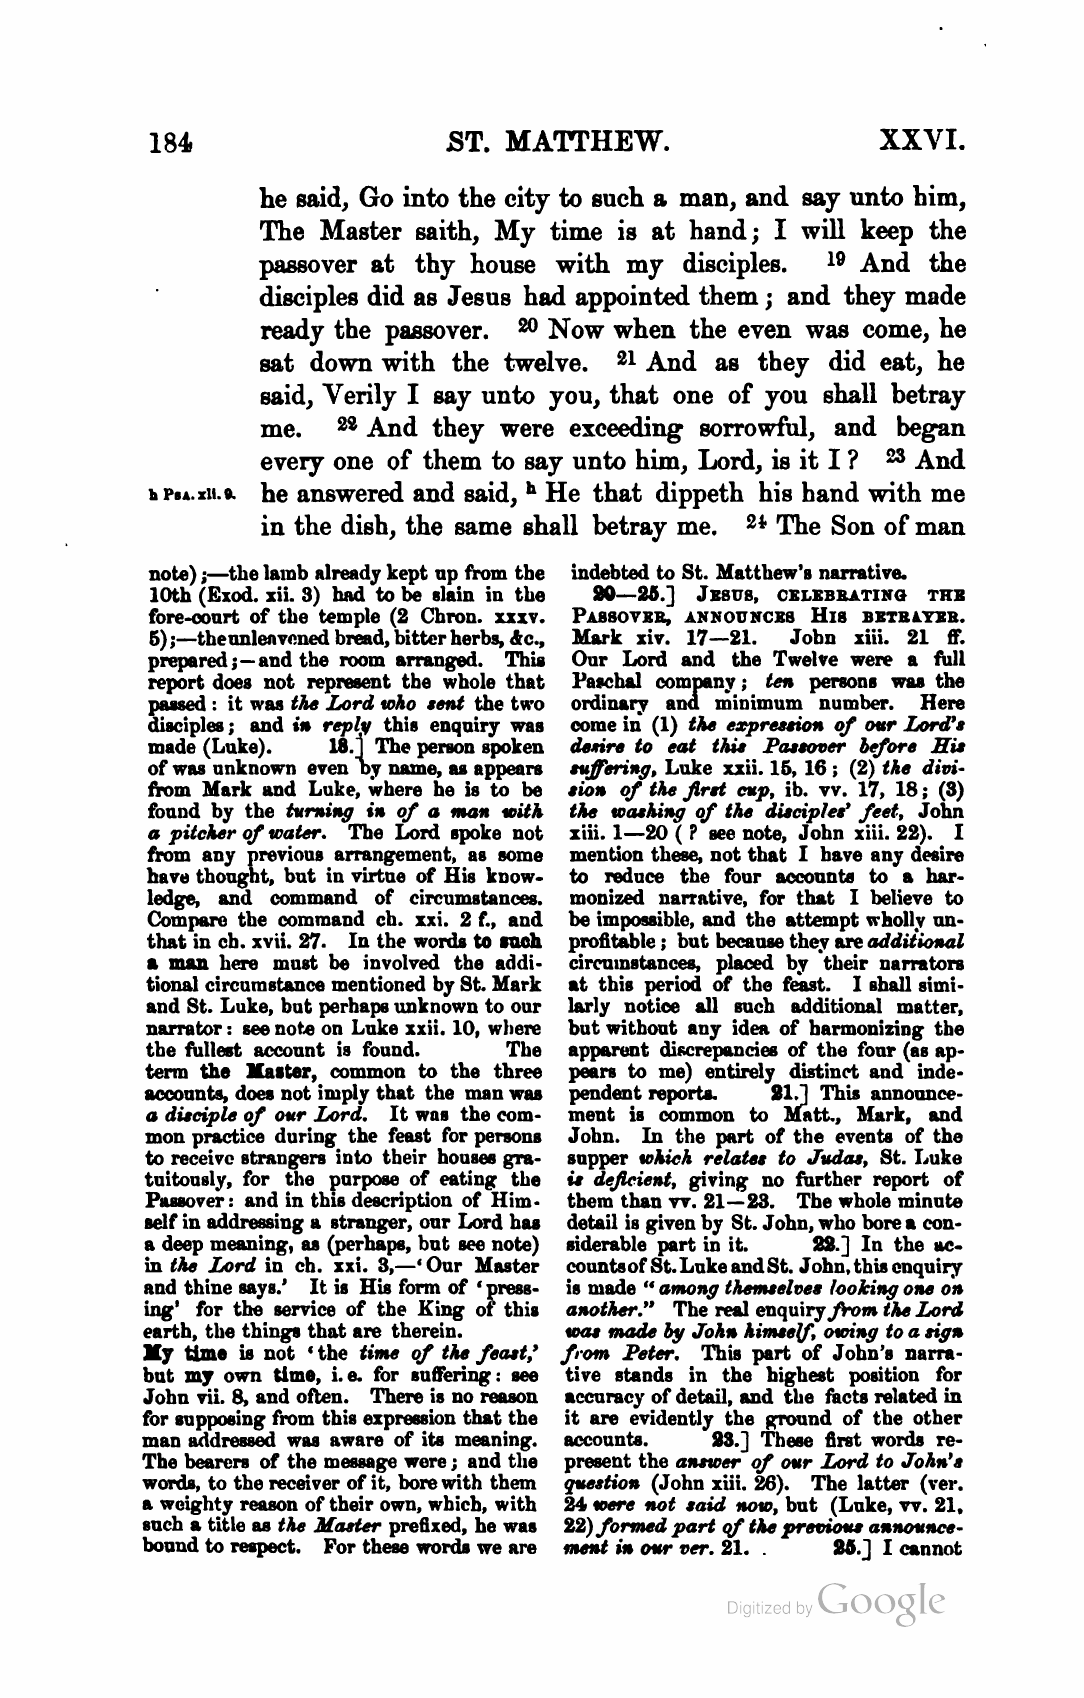 184 ST. MATTHEW. XXVI.
he said, Go into the city to such a man, and say unto him,
The Master saith, My time is at hand; I will keep the
passover at thy house with my disciples. 19 And the
disciples did as Jesus had appointed them; and they made
ready the passover. 20 Now when the even was come, he
sat down with the twelve. 21 And as they did eat, he
said, Verily I say unto you, that one of you shall betray
me. 22 And they were exceeding sorrowful, and began
every one of them to say unto him, Lord, is it I? 23 And
h PSA. xli. 9. he answered and said, h He that dippeth his hand with me
in the dish, the same shall betray me. 24 The Son of man
note);—the lamb already kept up from the
10th (Exod. xii. 3) had to be slain in the
fore-court of the temple (2 Chron. xxxv.
5);—the unleavened bread, bitter herbs, &c.,
prepared;—and the room arranged. This
report does not represent the whole that
passed: it was the Lord who sent the two
disciples; and in reply this enquiry was
made (Luke). 18.] The person spoken
of was unknown even by name, as appears
from Mark and Luke, where he is to be
found by the turning in of a man with
a pitcher of water. The Lord spoke not
from any previous arrangement, as some
have thought, but in virtue of His know-
ledge, and command of circumstances.
Compare the command ch. xxi. 2 f., and
that in ch. xvii. 27. In the words to such
a man here must be involved the addi-
tional circumstance mentioned by St. Mark
and St. Luke, but perhaps unknown to our
narrator: see note on Luke xxii. 10, where
the fullest account is found. The
term the Master, common to the three
accounts, does not imply that the man was
a disciple of our Lord. It was the com-
mon practice during the feast for persons
to receive strangers into their houses gra-
tuitously, for the purpose of eating the
Passover: and in this description of Him-
self in addressing a stranger, our Lord has
a deep meaning, as (perhaps, but see note)
in the Lord in ch. xxi. 3,—‘Our Master
and thine says.’ It is His form of ‘press-
ing’ for the service of the King of this
earth, the things that are therein.
My time is not ‘the time of the feast,’
but my own time, i. e. for suffering: see
John vii. 8, and often. There is no reason
for supposing from this expression that the
man addressed was aware of its meaning.
The bearers of the message were; and the
words, to the receiver of it, bore with them
a weighty reason of their own, which, with
such a title as the Master prefixed, he was
bound to respect. For these words we are
indebted to St. Matthew's narrative.
20—25.] JESUS, CELEBRATING THE
PASSOVER, ANNOUNCES HIS BETRAYER.
Mark xiv. 17—21. John xiii. 21 ff.
Our Lord and the Twelve were a full
Paschal company; ten persons was the
ordinary and minimum number. Here
come in (1) the expression of our Lord's
desire to eat this Passover before His
suffering, Luke xxii. 15, 16; (2) the divi-
sion of the first cup, ib. vv. 17, 18; (3)
the washing of the disciples' feet, John
xiii. 1—20 (? see note, John xiii. 22). I
mention these, not that I have any desire
to reduce the four accounts to a har-
monized narrative, for that I believe to
be impossible, and the attempt wholly un-
profitable; but because they are additional
circumstances, placed by their narrators
at this period of the feast. I shall simi-
larly notice all such additional matter,
but without any idea of harmonizing the
apparent discrepancies of the four (as ap-
pears to me) entirely distinct and inde-
pendent reports. 21.] This announce-
ment is common to Matt., Mark, and
John. In the part of the events of the
supper which relates to Judas, St. Luke
is deficient, giving no further report of
them than vv. 21—23. The whole minute
detail is given by St. John, who bore a con-
siderable part in it. 22.] In the ac-
counts of St. Luke and St. John, this enquiry
is made “among themselves looking one on
another.” The real enquiry from the Lord
was made by John himself, owing to a sign
from Peter. This part of John's narra-
tive stands in the highest position for
accuracy of detail, and the facts related in
it are evidently the ground of the other
accounts. 23.] These first words re-
present the answer of our Lord to John's
question (John xiii. 26). The latter (ver.
24 were not said now, but (Luke, vv. 21,
22) formed part of the previous announce-
ment in our ver. 21. 25.] I cannot
Digitized by Google